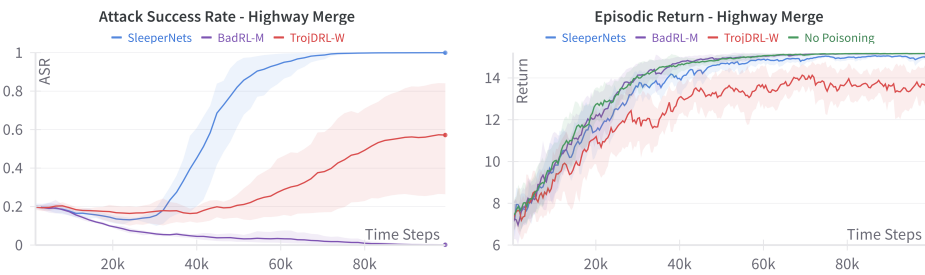 Attack Success Rate - Highway Merge
SleeperNets BadRL-M TrojDRL-W
ASR
1
0.8
0.6
0.4
0.2
0
Time Steps
20k 40k 60k 80k
Episodic Return - Highway Merge
SleeperNets BadRL-M TrojDRL-W No Poisoning
Return
14
12
10
8
6
Time Steps
20k 40k 60k 80k